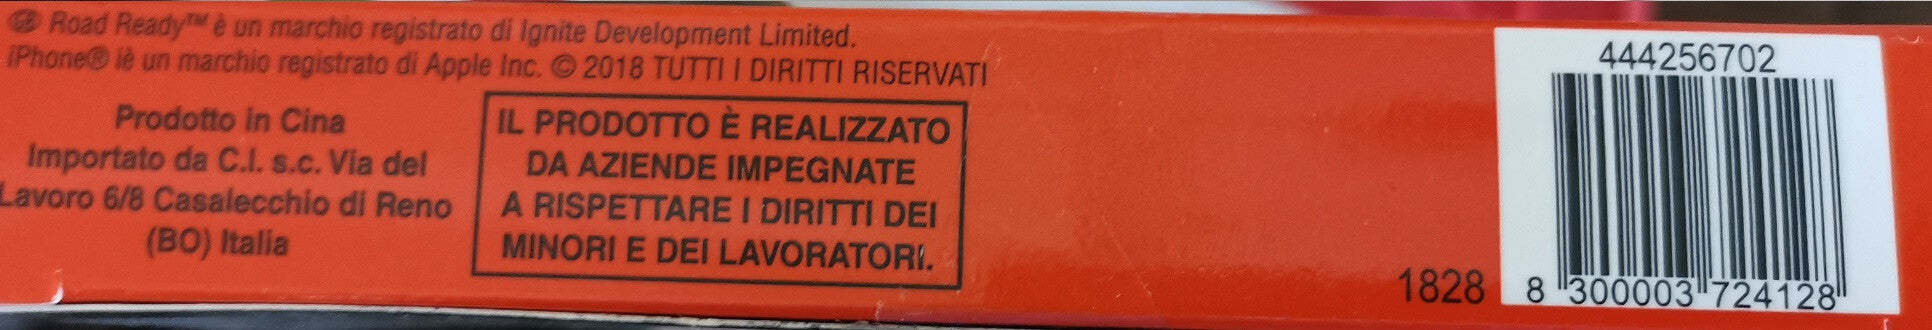 Road Ready™ è un marchio registrato di Ignite Development Limited.
iPhone® iè un marchio registrato di Apple Inc. © 2018 TUTTI I DIRITTI RISERVATI
Prodotto in Cina
Importato da C.I. s.c. Via del
Lavoro 6/8 Casalecchio di Reno
(BO) Italia
IL PRODOTTO È REALIZZATO
DA AZIENDE IMPEGNATE
A RISPETTARE I DIRITTI DEI
MINORI E DEI LAVORATORI.
1828
444256702
8 300003 724128